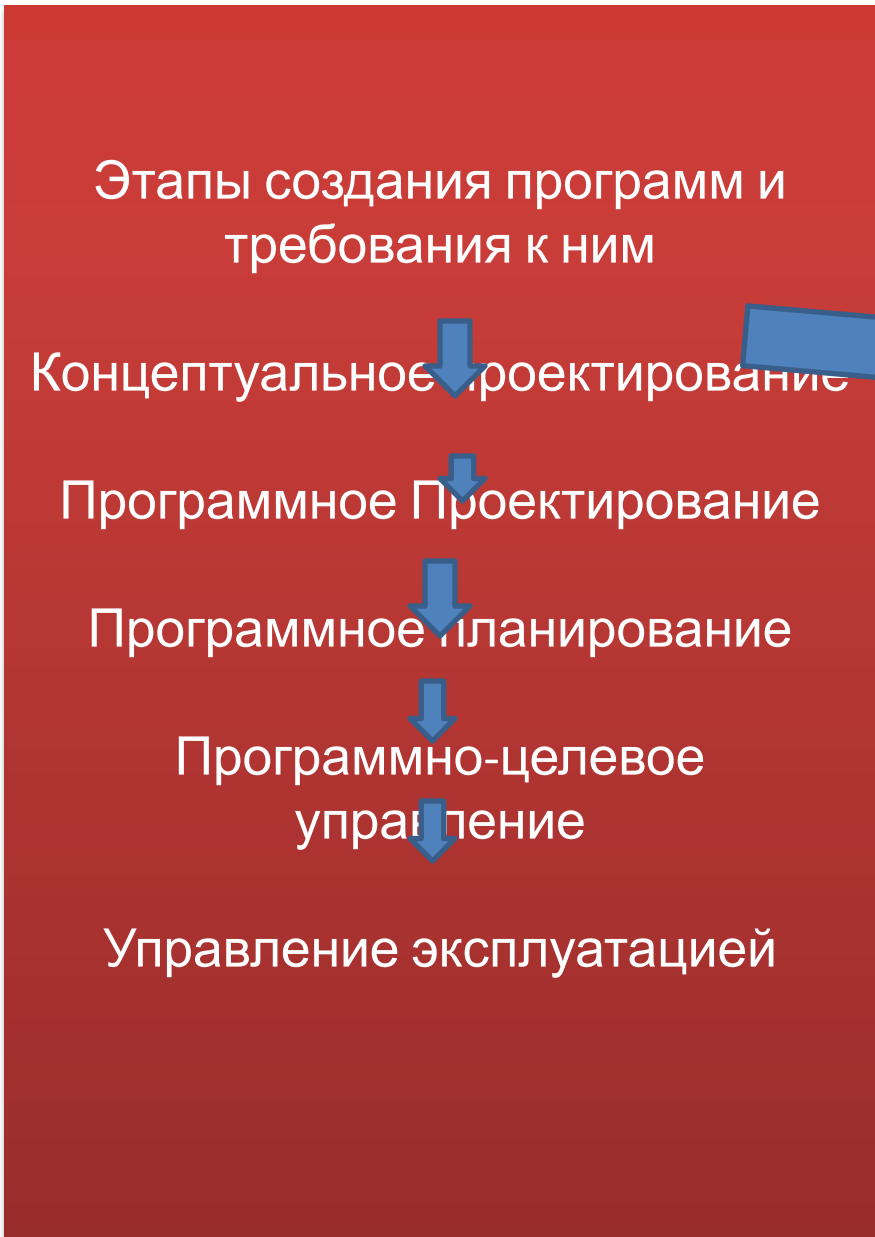 Этапы создания программ и
требования к ним
Концептуальное проектирование
Программное Проектирование
Программное планирование
Программно-целевое
управление
Управление эксплуатацией